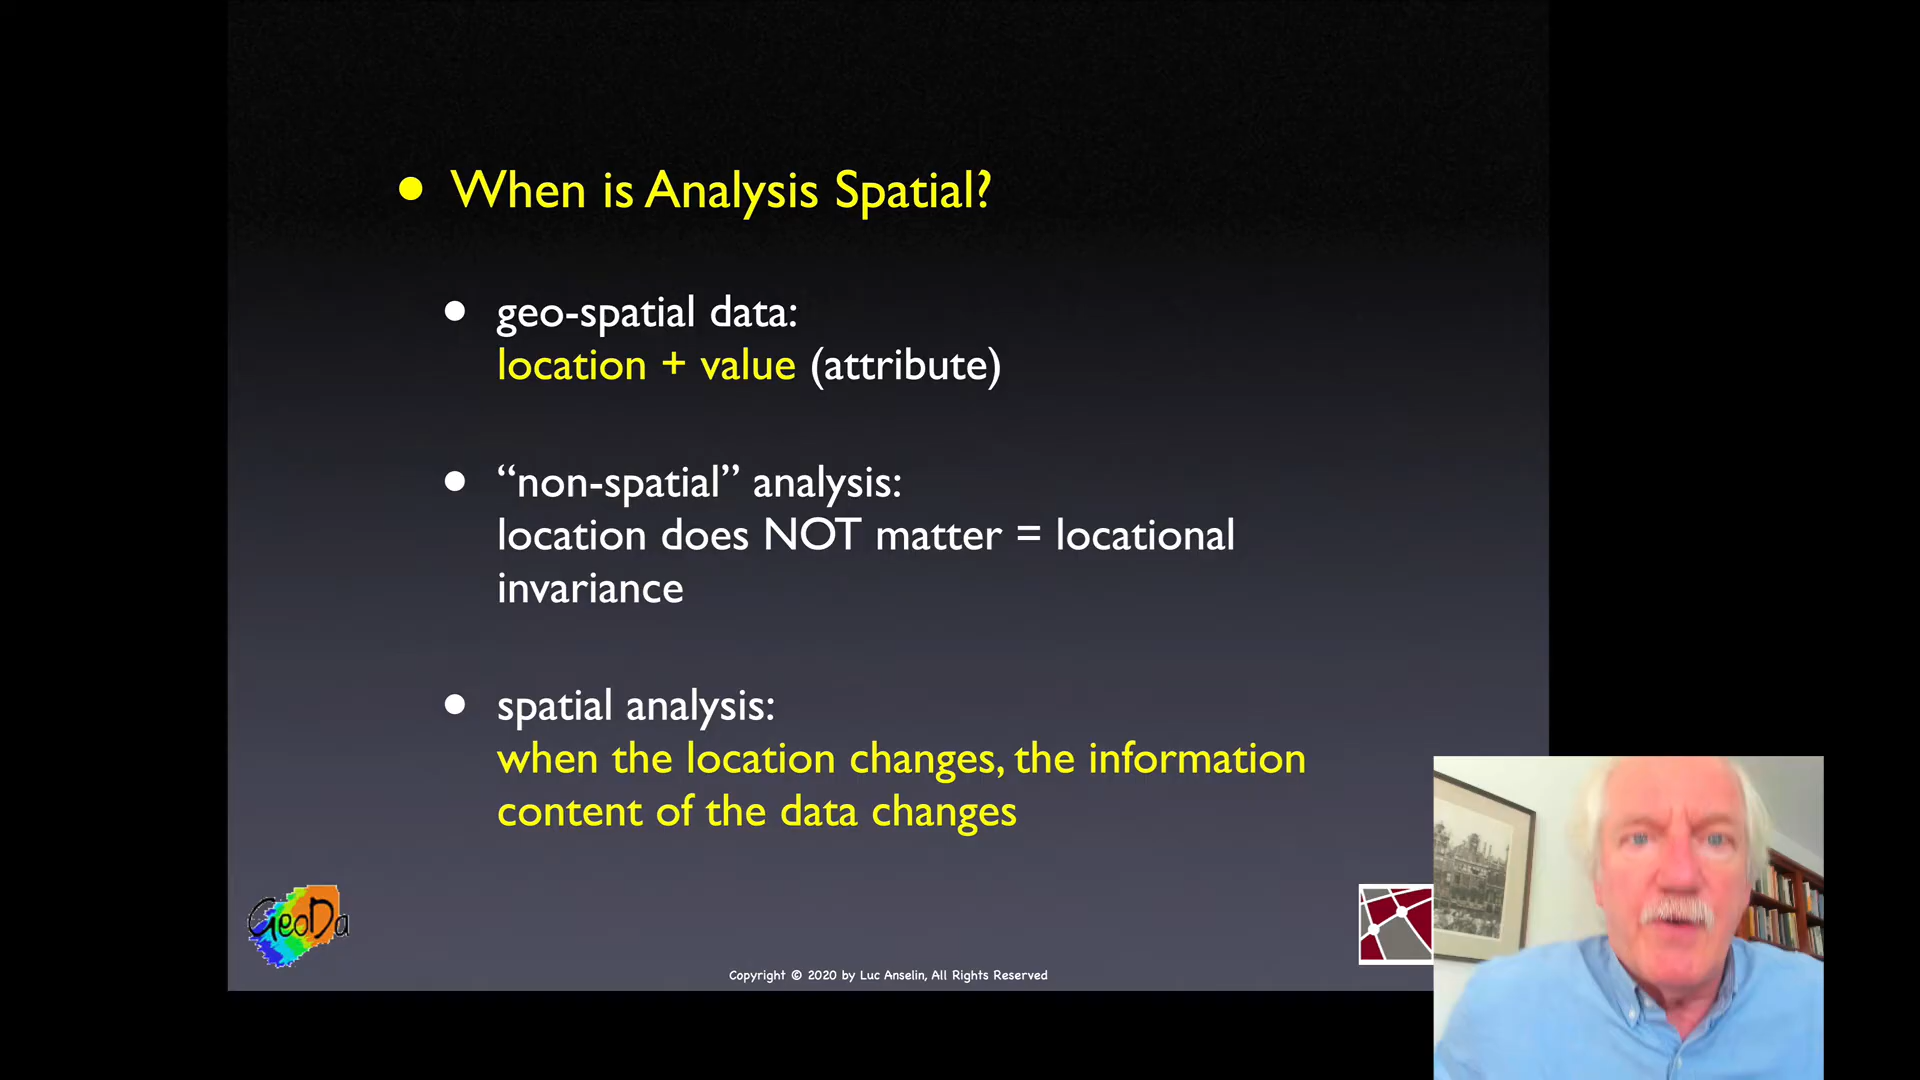 When is Analysis Spatial?
geo-spatial data:
location + value (attribute)
“non-spatial” analysis:
location does NOT matter = locational
invariance
spatial analysis:
when the location changes, the information
content of the data changes
GeoDa
Copyright © 2020 by Luc Anselin, All Rights Reserved